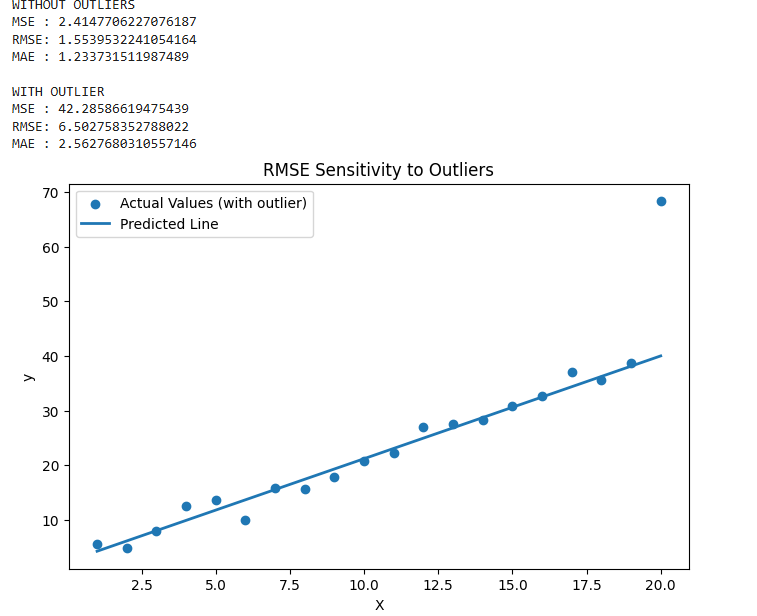 WITHOUT OUTLIERS
MSE : 2.4147706227076187
RMSE: 1.5539532241054164
MAE : 1.233731511987489
WITH OUTLIER
MSE : 42.28586619475439
RMSE: 6.502758352788022
MAE : 2.5627680310557146
RMSE Sensitivity to Outliers
Actual Values (with outlier)
Predicted Line
70
60
50
40
30
20
10
y
2.5 5.0 7.5 10.0 12.5 15.0 17.5 20.0
X